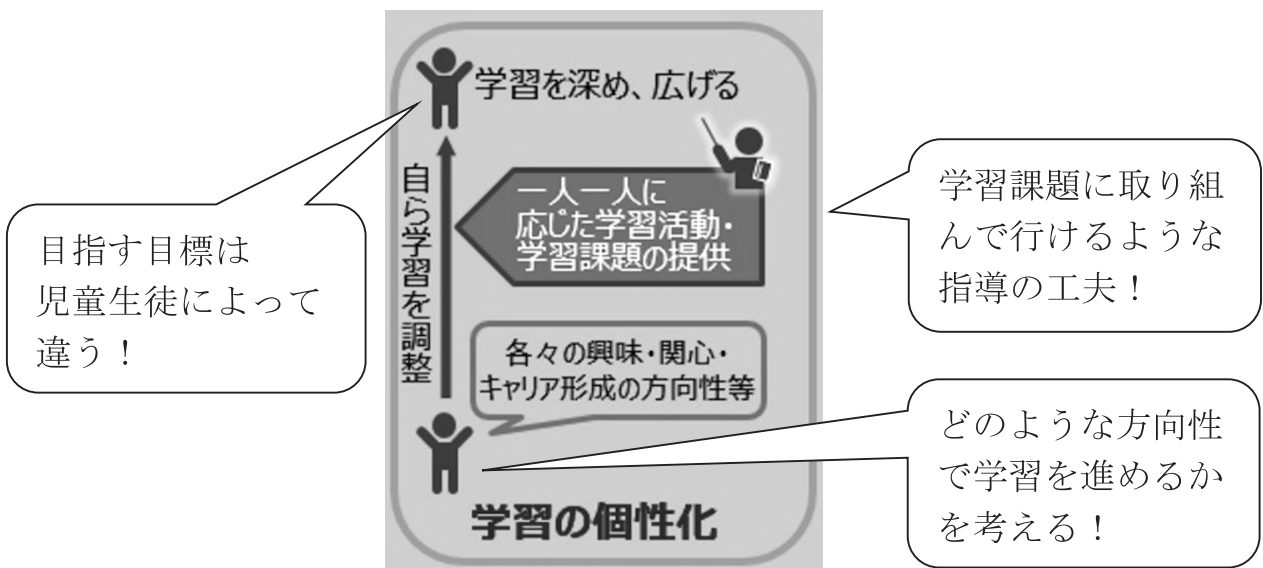 学習を深め、広げる
自ら学習を調整
一人一人に
応じた学習活動・
学習課題の提供
各々の興味・関心・
キャリア形成の方向性等
学習の個性化
目指す目標は
児童生徒によって
違う！
学習課題に取り組
んで行けるような
指導の工夫！
どのような方向性
で学習を進めるか
を考える！